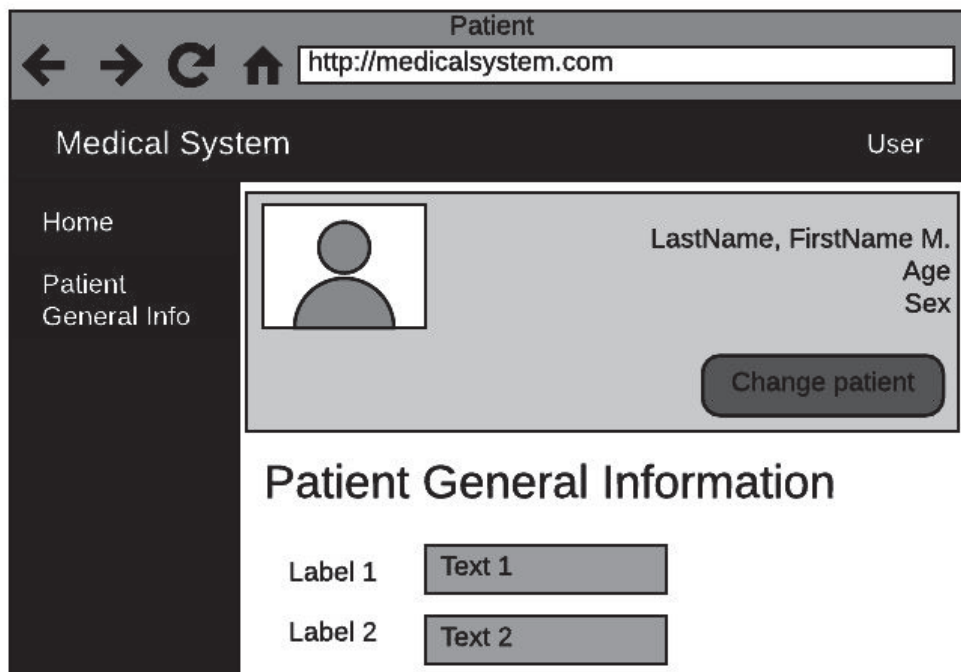 Patient
http://medicalsystem.com
Medical System
User
Home
Patient
General Info
LastName, FirstName M.
Age
Sex
Change patient
Patient General Information
Label 1
Text 1
Label 2
Text 2